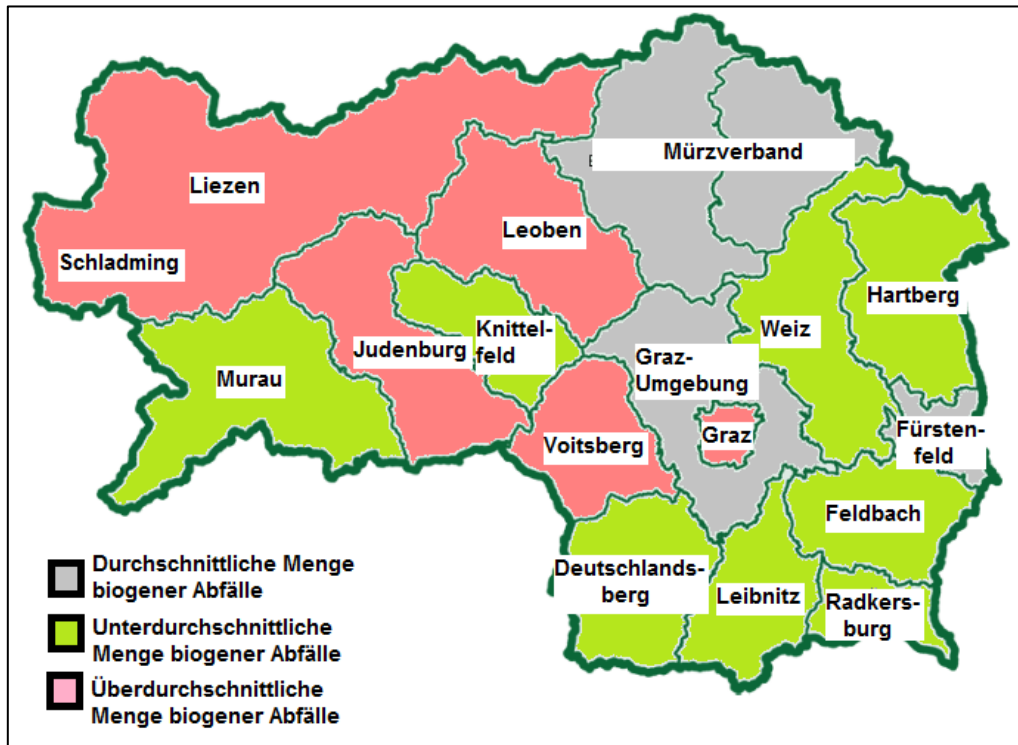 Mürzverband
Liezen
Leoben
Schladming
Hartberg
Knittel-
feld
Weiz
Judenburg
Graz-
Umgebung
Murau
Graz
Fürsten-
feld
Voitsberg
Feldbach
Deutschlands-
berg
Leibnitz
Radkers-
burg
Durchschnittliche Menge
biogener Abfälle
Unterdurchschnittliche
Menge biogener Abfälle
Überdurchschnittliche
Menge biogener Abfälle